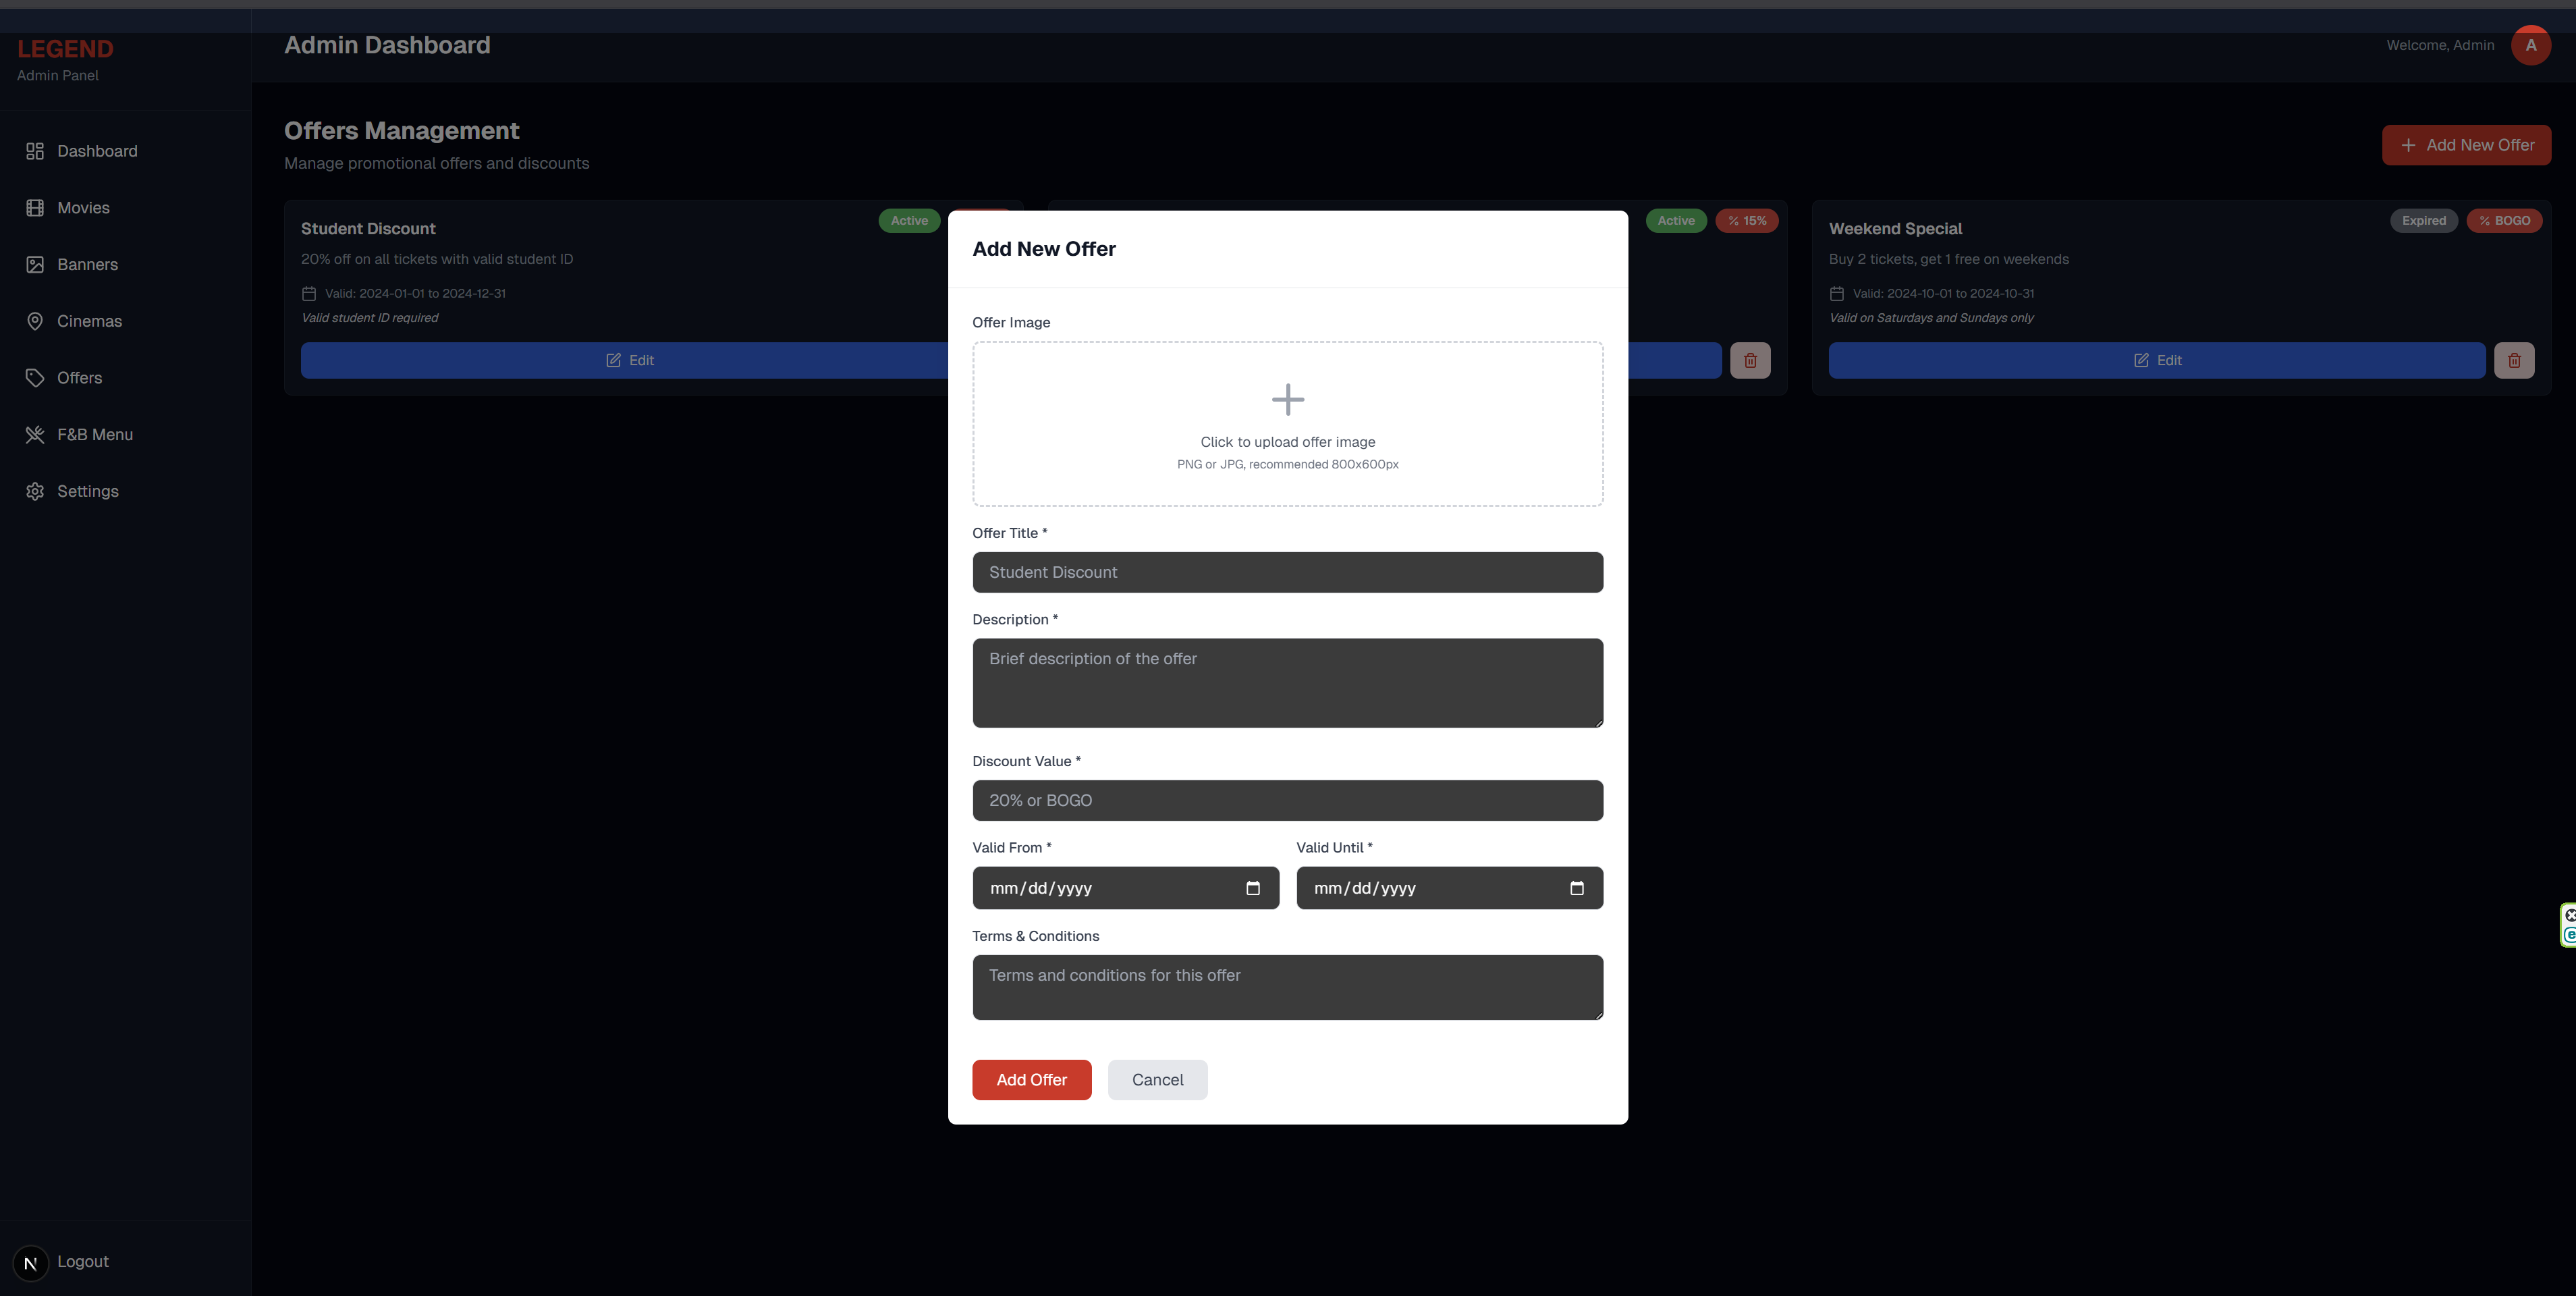 LEGEND
Admin Panel
Dashboard
Movies
Banners
Cinemas
Offers
F&B Menu
Settings
N
Logout
Admin Dashboard
Welcome, Admin
A
Offers Management
Manage promotional offers and discounts
Add New Offer
Student Discount
Active
20% off on all tickets with valid student ID
Valid: 2024-01-01 to 2024-12-31
Valid student ID required
Edit
Active
% 15%
Weekend Special
Expired
% BOGO
Buy 2 tickets, get 1 free on weekends
Valid: 2024-10-01 to 2024-10-31
Valid on Saturdays and Sundays only
Edit
Add New Offer
Offer Image
Click to upload offer image
PNG or JPG, recommended 800x600px
Offer Title *
Student Discount
Description *
Brief description of the offer
Discount Value *
20% or BOGO
Valid From *
Valid Until *
mm/dd/yyyy
mm/dd/yyyy
Terms & Conditions
Terms and conditions for this offer
Add Offer
Cancel